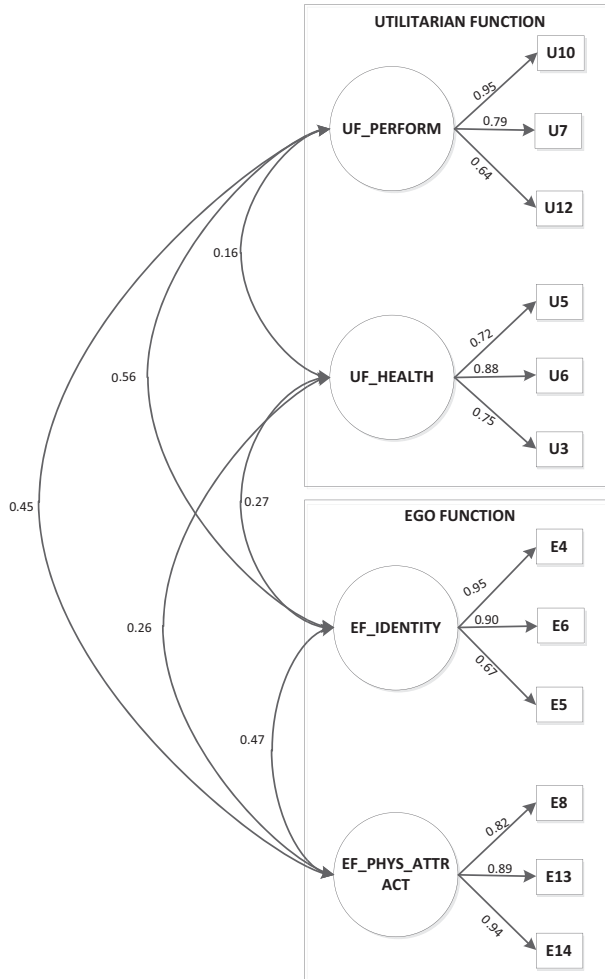 UTILITARIAN FUNCTION
U10
0.95
UF_PERFORM
0.79
U7
0.64
U12
0.16
U5
0.72
UF_HEALTH
0.88
U6
0.56
0.75
U3
0.45
0.27
EGO FUNCTION
E4
0.95
EF_IDENTITY
0.90
E6
0.26
0.67
E5
0.47
E8
0.82
EF_PHYS_ATTR
ACT
0.89
E13
0.94
E14